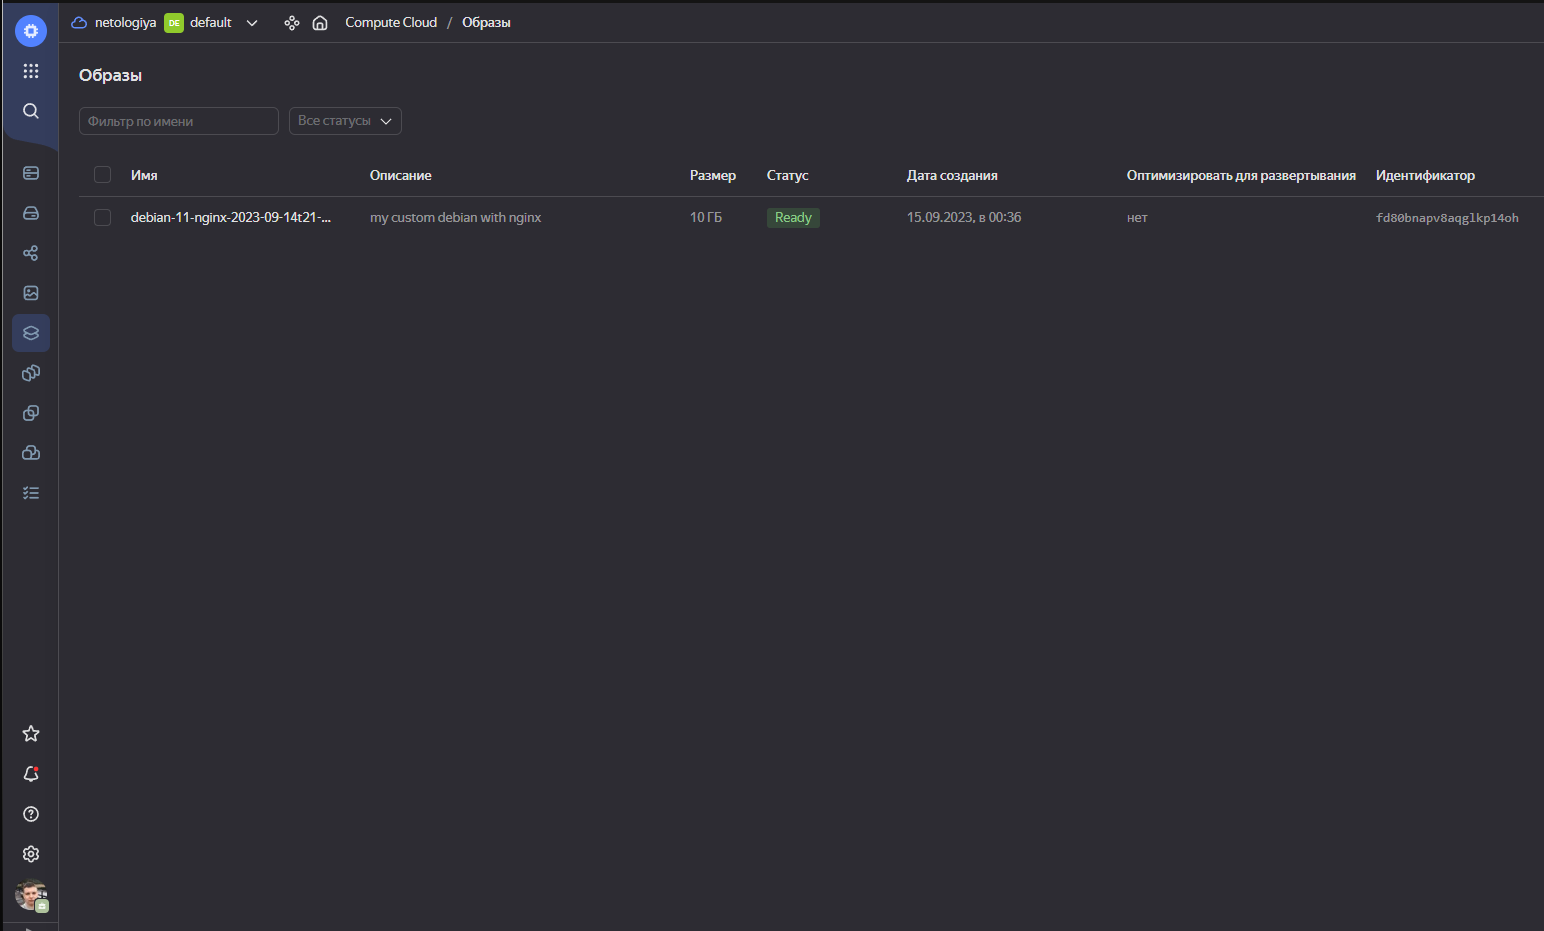 netologiya DE default Compute Cloud / Образы
Образы
Фильтр по имени Все статусы
Имя Описание Размер Статус Дата создания Оптимизировать для развертывания Идентификатор
debian-11-nginx-2023-09-14t21-... my custom debian with nginx 10 ГБ Ready 15.09.2023, в 00:36 нет fd80bnapv8aqglkp14oh